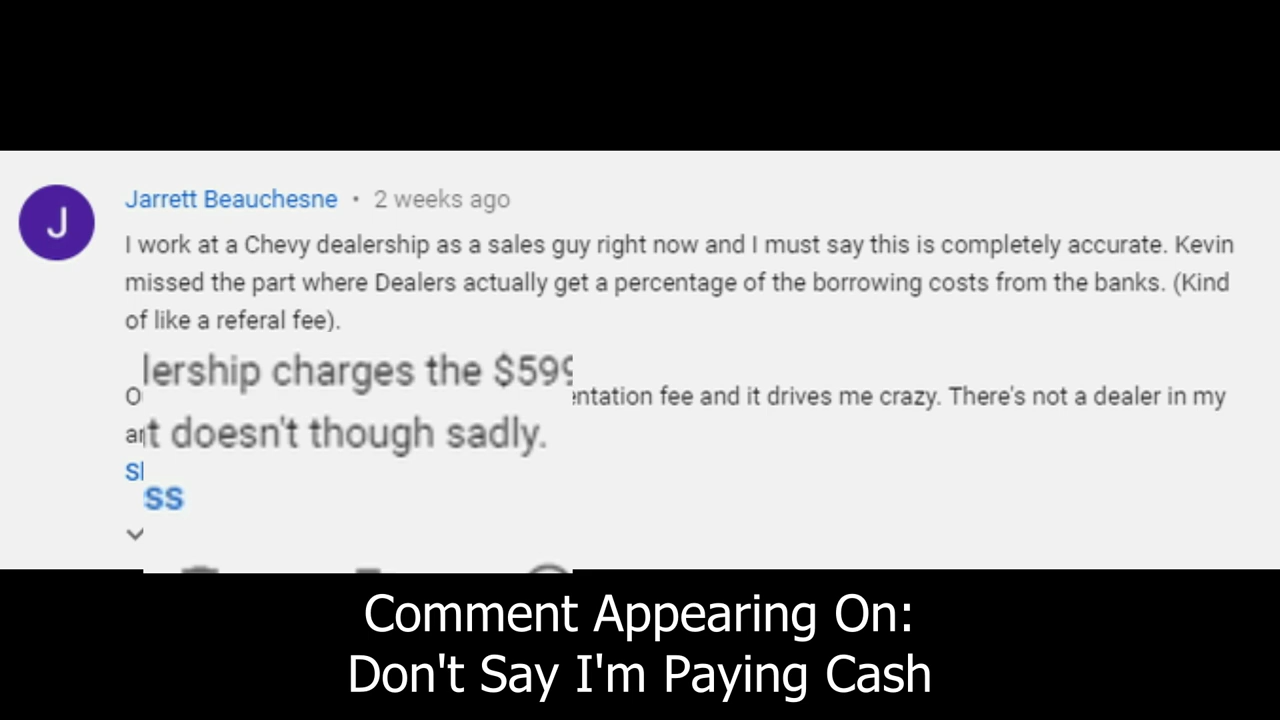 J
Jarrett Beauchesne • 2 weeks ago
I work at a Chevy dealership as a sales guy right now and I must say this is completely accurate. Kevin
missed the part where Dealers actually get a percentage of the borrowing costs from the banks. (Kind
of like a referal fee).
lership charges the $599
entation fee and it drives me crazy. There's not a dealer in my
t doesn't though sadly.
ss
Comment Appearing On:
Don't Say I'm Paying Cash